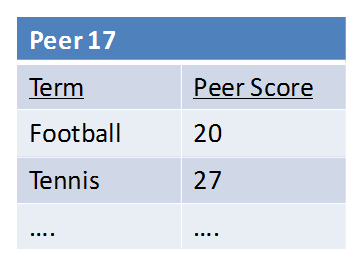 Peer 17
Term Peer Score
Football 20
Tennis 27
.... ....